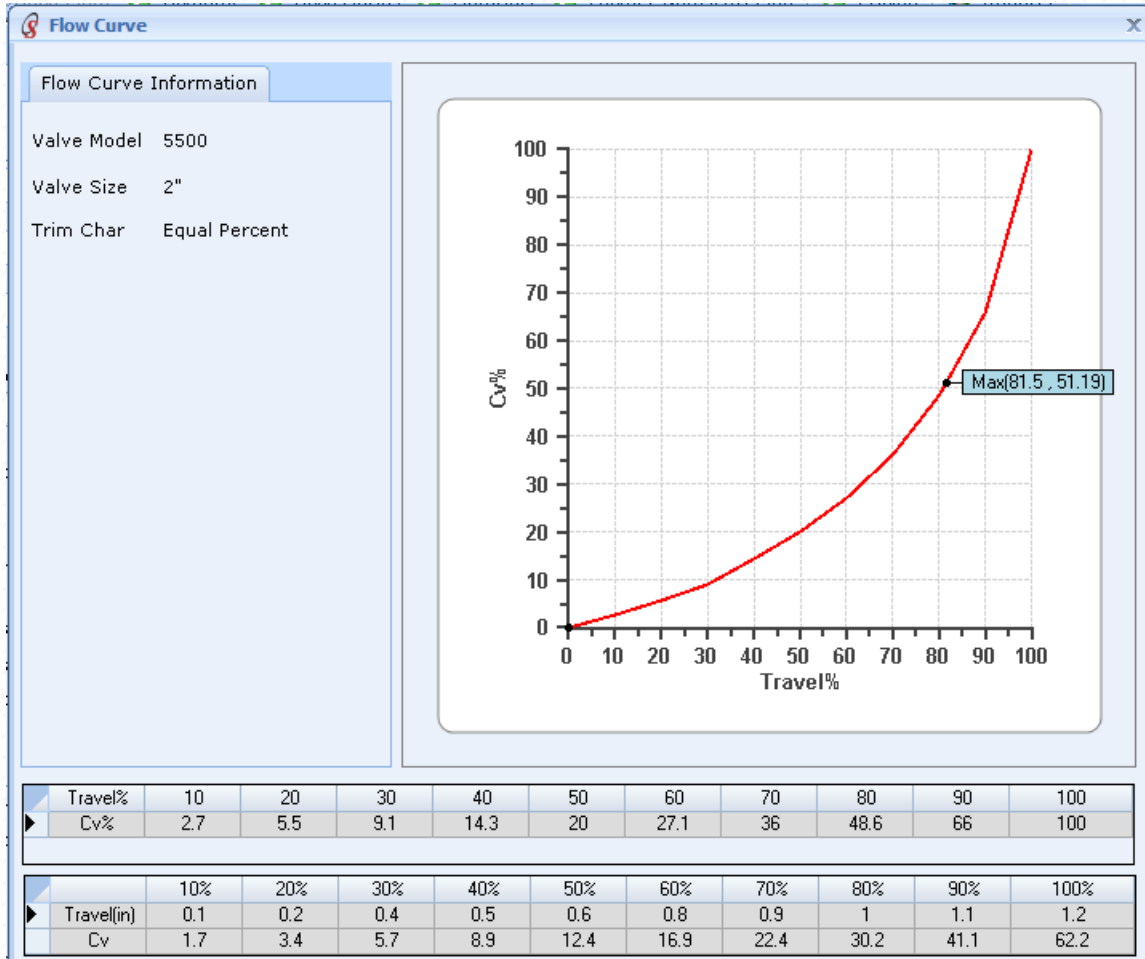 Flow Curve
Flow Curve Information
Valve Model 5500
Valve Size 2"
Trim Char Equal Percent
100
90
80
70
60
50
40
30
20
10
0
Cv%
Max(81.5 , 51.19)
0 10 20 30 40 50 60 70 80 90 100
Travel%
Travel% 10 20 30 40 50 60 70 80 90 100
Cv% 2.7 5.5 9.1 14.3 20 27.1 36 48.6 66 100
10% 20% 30% 40% 50% 60% 70% 80% 90% 100%
Travel(in) 0.1 0.2 0.4 0.5 0.6 0.8 0.9 1 1.1 1.2
Cv 1.7 3.4 5.7 8.9 12.4 16.9 22.4 30.2 41.1 62.2